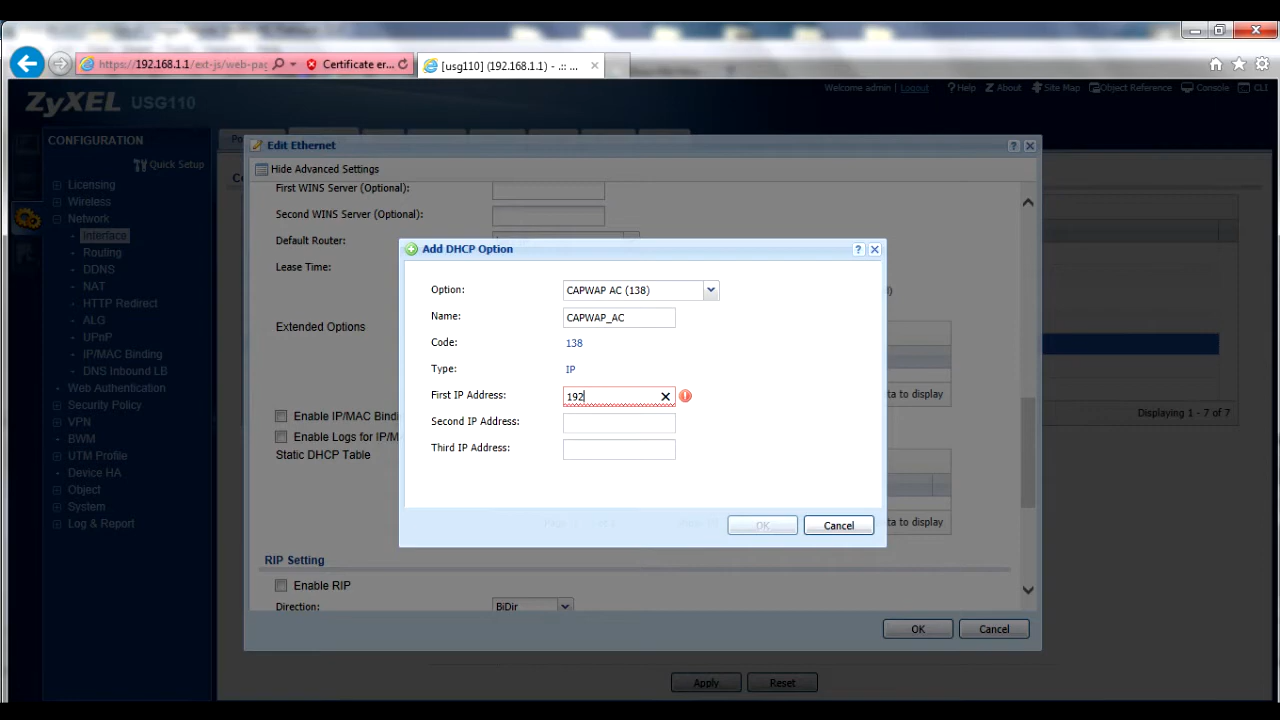 https://192.168.1.1/ext-js/web-pag
Certificate er...
[usg110] (192.168.1.1) - .:: ...
ZyXEL USG110
Welcome admin | Logout
?Help
Z About
Site Map
Object Reference
Console
CLI
CONFIGURATION
Quick Setup
Licensing
Wireless
Network
Interface
Routing
DDNS
NAT
HTTP Redirect
ALG
UPnP
IP/MAC Binding
DNS Inbound LB
Web Authentication
Security Policy
VPN
BWM
UTM Profile
Device HA
Object
System
Log & Report
Edit Ethernet
Hide Advanced Settings
First WINS Server (Optional):
Second WINS Server (Optional):
Default Router:
Lease Time:
Extended Options
Enable IP/MAC Bindi
Enable Logs for IP/M
Static DHCP Table
ta to display
ta to display
Displaying 1 - 7 of 7
RIP Setting
Enable RIP
Direction:
BiDir
OK
Cancel
Apply
Reset
Add DHCP Option
Option:
CAPWAP AC (138)
Name:
CAPWAP_AC
Code:
138
Type:
IP
First IP Address:
192
Second IP Address:
Third IP Address:
OK
Cancel